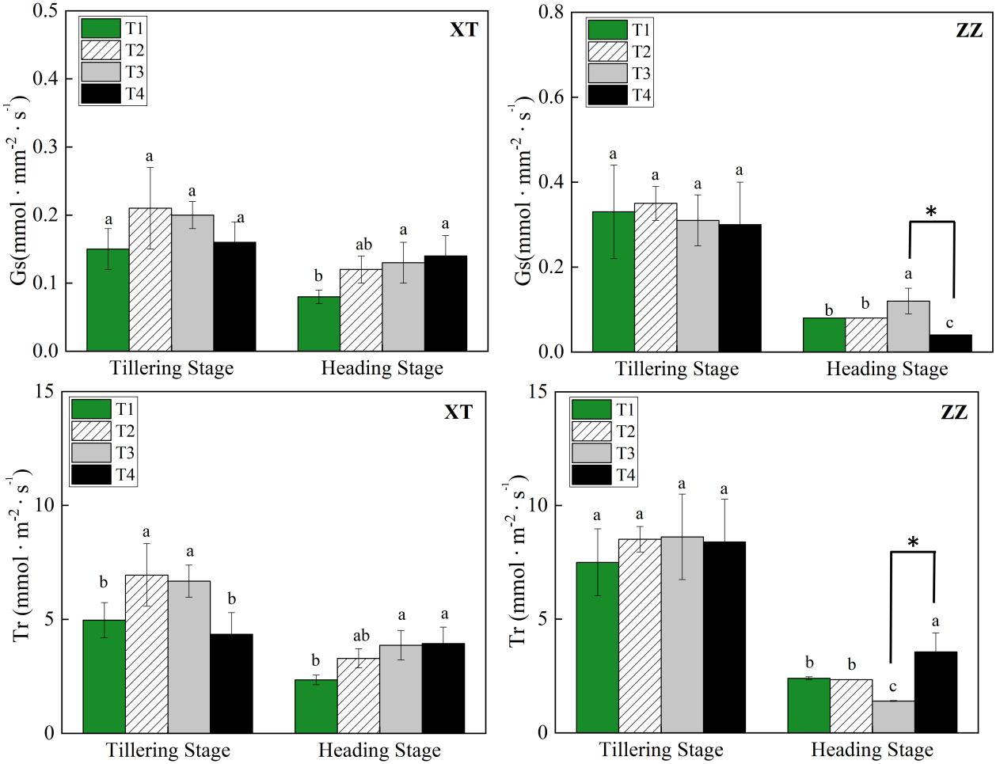 0.5
0.4
0.3
0.2
0.1
0.0
Gs(mmol · mm-2 · s-1)
T1
T2
T3
T4
XT
a
a
a
a
b
ab
a
a
Tillering Stage
Heading Stage
0.8
0.6
0.4
0.2
0.0
Gs(mmol · mm-2 · s-1)
T1
T2
T3
T4
ZZ
a
a
a
a
*
b
b
a
c
Tillering Stage
Heading Stage
15
10
5
0
Tr (mmol · m-2 · s-1)
T1
T2
T3
T4
XT
b
a
a
b
b
ab
a
a
Tillering Stage
Heading Stage
15
10
5
0
Tr (mmol · m-2 · s-1)
T1
T2
T3
T4
ZZ
a
a
a
a
*
b
b
c
a
Tillering Stage
Heading Stage